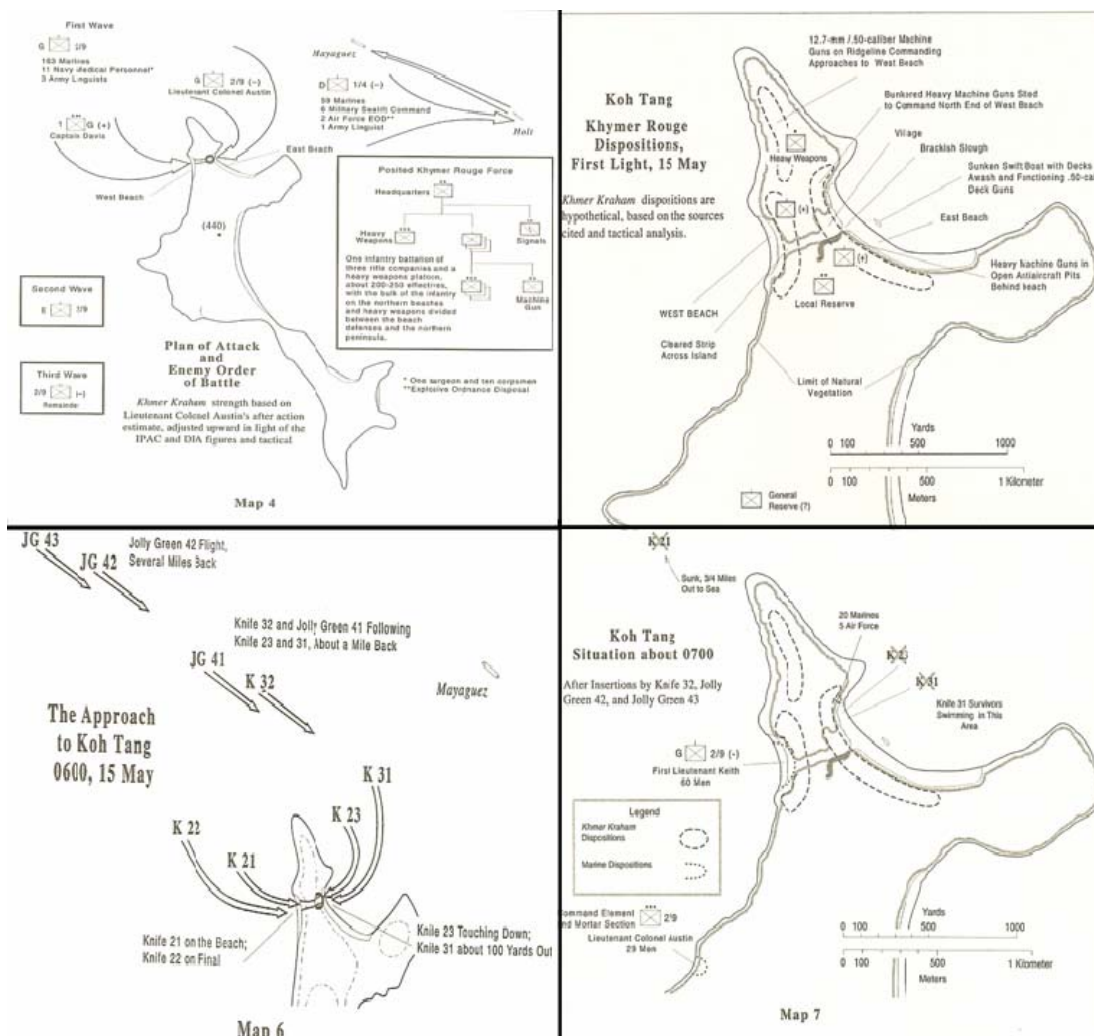 First Wave
G 2/9
163 Marines
11 Navy Medical Personnel*
3 Army Linguists
G 2/9 (–)
Lieutenant Colonel Austin
1 G (+)
Captain Davis
Mayaguez
D 1/4 (–)
59 Marines
6 Military Sealift Command
2 Air Force EOD**
1 Army Linguist
Holt
East Beach
West Beach
(440)
Posited Khymer Rouge Force
Headquarters
Heavy
Weapons
Signals
Machine
Gun
One infantry battalion of
three rifle companies and a
heavy weapons platoon,
about 200-250 effectives,
with the bulk of the infantry
on the northern beaches
and heavy weapons divided
between the beach
defenses and the northern
peninsula.
Second Wave
E 2/9
Third Wave
2/9 (–)
Remainder
Plan of Attack
and
Enemy Order
of Battle
Khmer Kraham strength based on
Lieutenant Colonel Austin's after action
estimate, adjusted upward in light of the
IPAC and DIA figures and tactical
* One surgeon and ten corpsmen
**Explosive Ordnance Disposal
Map 4
Koh Tang
Khymer Rouge
Dispositions,
First Light, 15 May
Khmer Kraham dispositions are
hypothetical, based on the sources
cited and tactical analysis.
12.7-mm /.50-caliber Machine
Guns on Ridgeline Commanding
Approaches to West Beach
Bunkered Heavy Machine Guns Sited
to Command North End of West Beach
Village
Brackish Slough
Sunken Swift Boat with Decks
Awash and Functioning .50-cal
Deck Guns
East Beach
Heavy Weapons
(+)
(+)
Local Reserve
Heavy Machine Guns in
Open Antiaircraft Pits
Behind beach
WEST BEACH
Cleared Strip
Across Island
Limit of Natural
Vegetation
Yards
0 100 500 1000
0 100 500 1 Kilometer
Meters
General
Reserve (?)
JG 43
JG 42
Jolly Green 42 Flight,
Several Miles Back
Knife 32 and Jolly Green 41 Following
Knife 23 and 31, About a Mile Back
JG 41
K 32
Mayaguez
The Approach
to Koh Tang
0600, 15 May
K 31
K 23
K 22
K 21
Knife 21 on the Beach;
Knife 22 on Final
Knife 23 Touching Down;
Knife 31 about 100 Yards Out
Map 6
K 21
Sunk, 3/4 Miles
Out to Sea
Koh Tang
Situation about 0700
After Insertions by Knife 32, Jolly
Green 42, and Jolly Green 43
20 Marines
5 Air Force
K 23
K 31
Knife 31 Survivors
Swimming in This
Area
G 2/9 (-)
First Lieutenant Keith
60 Men
Legend
Khmer Kraham
Dispositions
Marine Dispositions
Command Element
and Mortar Section
2/9
Lieutenant Colonel Austin
29 Men
Yards
0 100 500 1000
0 100 500 1 Kilometer
Meters
Map 7